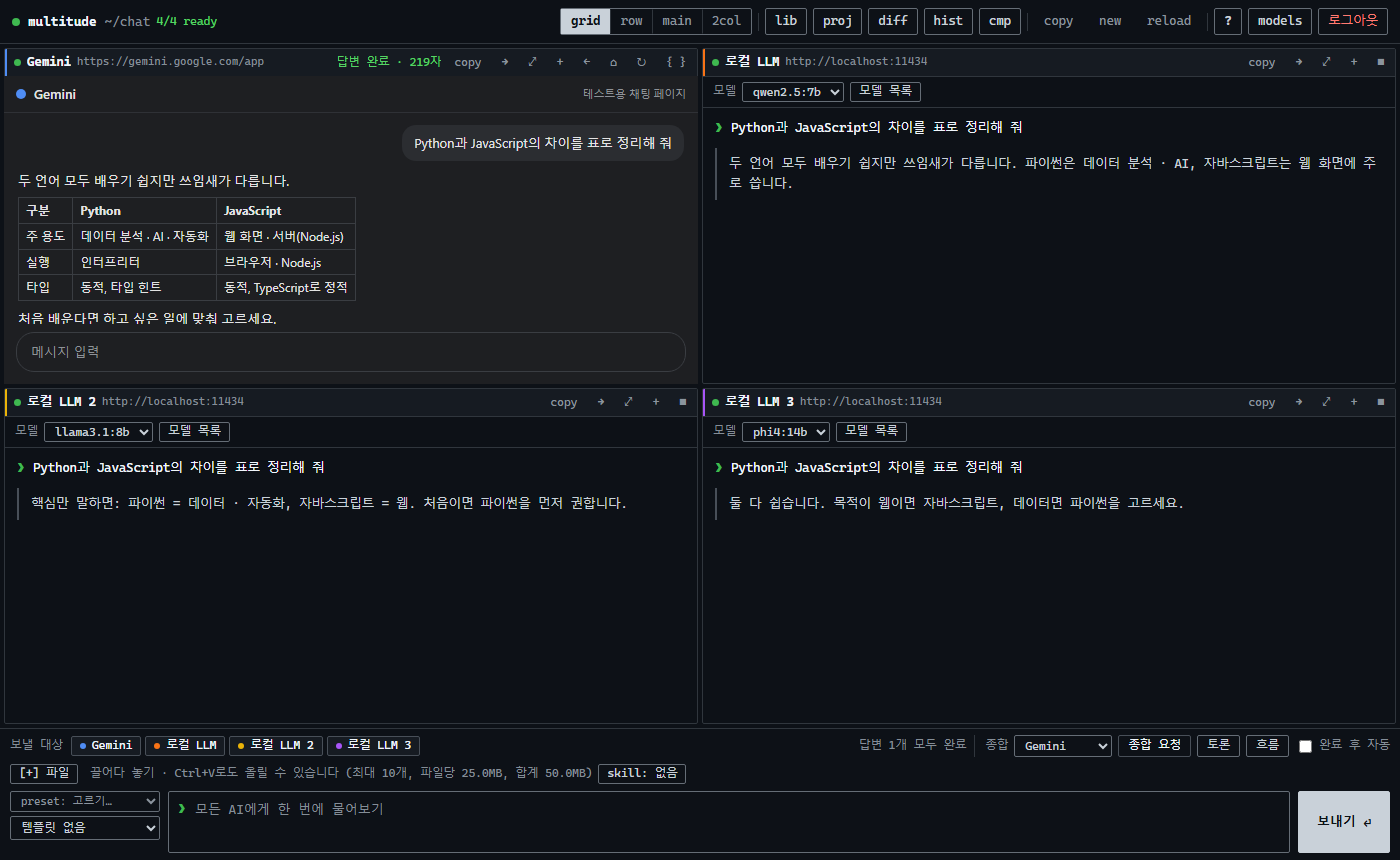 multitude ~/chat 4/4 ready grid row main 2col lib proj diff hist cmp copy new reload ? models 로그아웃
Gemini https://gemini.google.com/app 답변 완료 · 219자 copy → ⤢ + ← ⌂ ↻ { }
Gemini 테스트용 채팅 페이지
Python과 JavaScript의 차이를 표로 정리해 줘
두 언어 모두 배우기 쉽지만 쓰임새가 다릅니다.
구분 Python JavaScript
주 용도 데이터 분석 · AI · 자동화 웹 화면 · 서버(Node.js)
실행 인터프리터 브라우저 · Node.js
타입 동적, 타입 힌트 동적, TypeScript로 정적
처음 배운다면 하고 싶은 일에 맞춰 고르세요.
메시지 입력
로컬 LLM http://localhost:11434 copy → ⤢ + ■
모델 qwen2.5:7b 모델 목록
❯ Python과 JavaScript의 차이를 표로 정리해 줘
두 언어 모두 배우기 쉽지만 쓰임새가 다릅니다. 파이썬은 데이터 분석 · AI, 자바스크립트는 웹 화면에 주
로 씁니다.
로컬 LLM 2 http://localhost:11434 copy → ⤢ + ■
모델 llama3.1:8b 모델 목록
❯ Python과 JavaScript의 차이를 표로 정리해 줘
핵심만 말하면: 파이썬 = 데이터 · 자동화, 자바스크립트 = 웹. 처음이면 파이썬을 먼저 권합니다.
로컬 LLM 3 http://localhost:11434 copy → ⤢ + ■
모델 phi4:14b 모델 목록
❯ Python과 JavaScript의 차이를 표로 정리해 줘
둘 다 쉽습니다. 목적이 웹이면 자바스크립트, 데이터면 파이썬을 고르세요.
보낼 대상 Gemini 로컬 LLM 로컬 LLM 2 로컬 LLM 3 답변 1개 모두 완료 종합 Gemini 종합 요청 토론 흐름 완료 후 자동
[+] 파일 끌어다 놓기 · Ctrl+V로도 올릴 수 있습니다 (최대 10개, 파일당 25.0MB, 합계 50.0MB) skill: 없음
preset: 고르기…
템플릿 없음
❯ 모든 AI에게 한 번에 물어보기
보내기 ↲